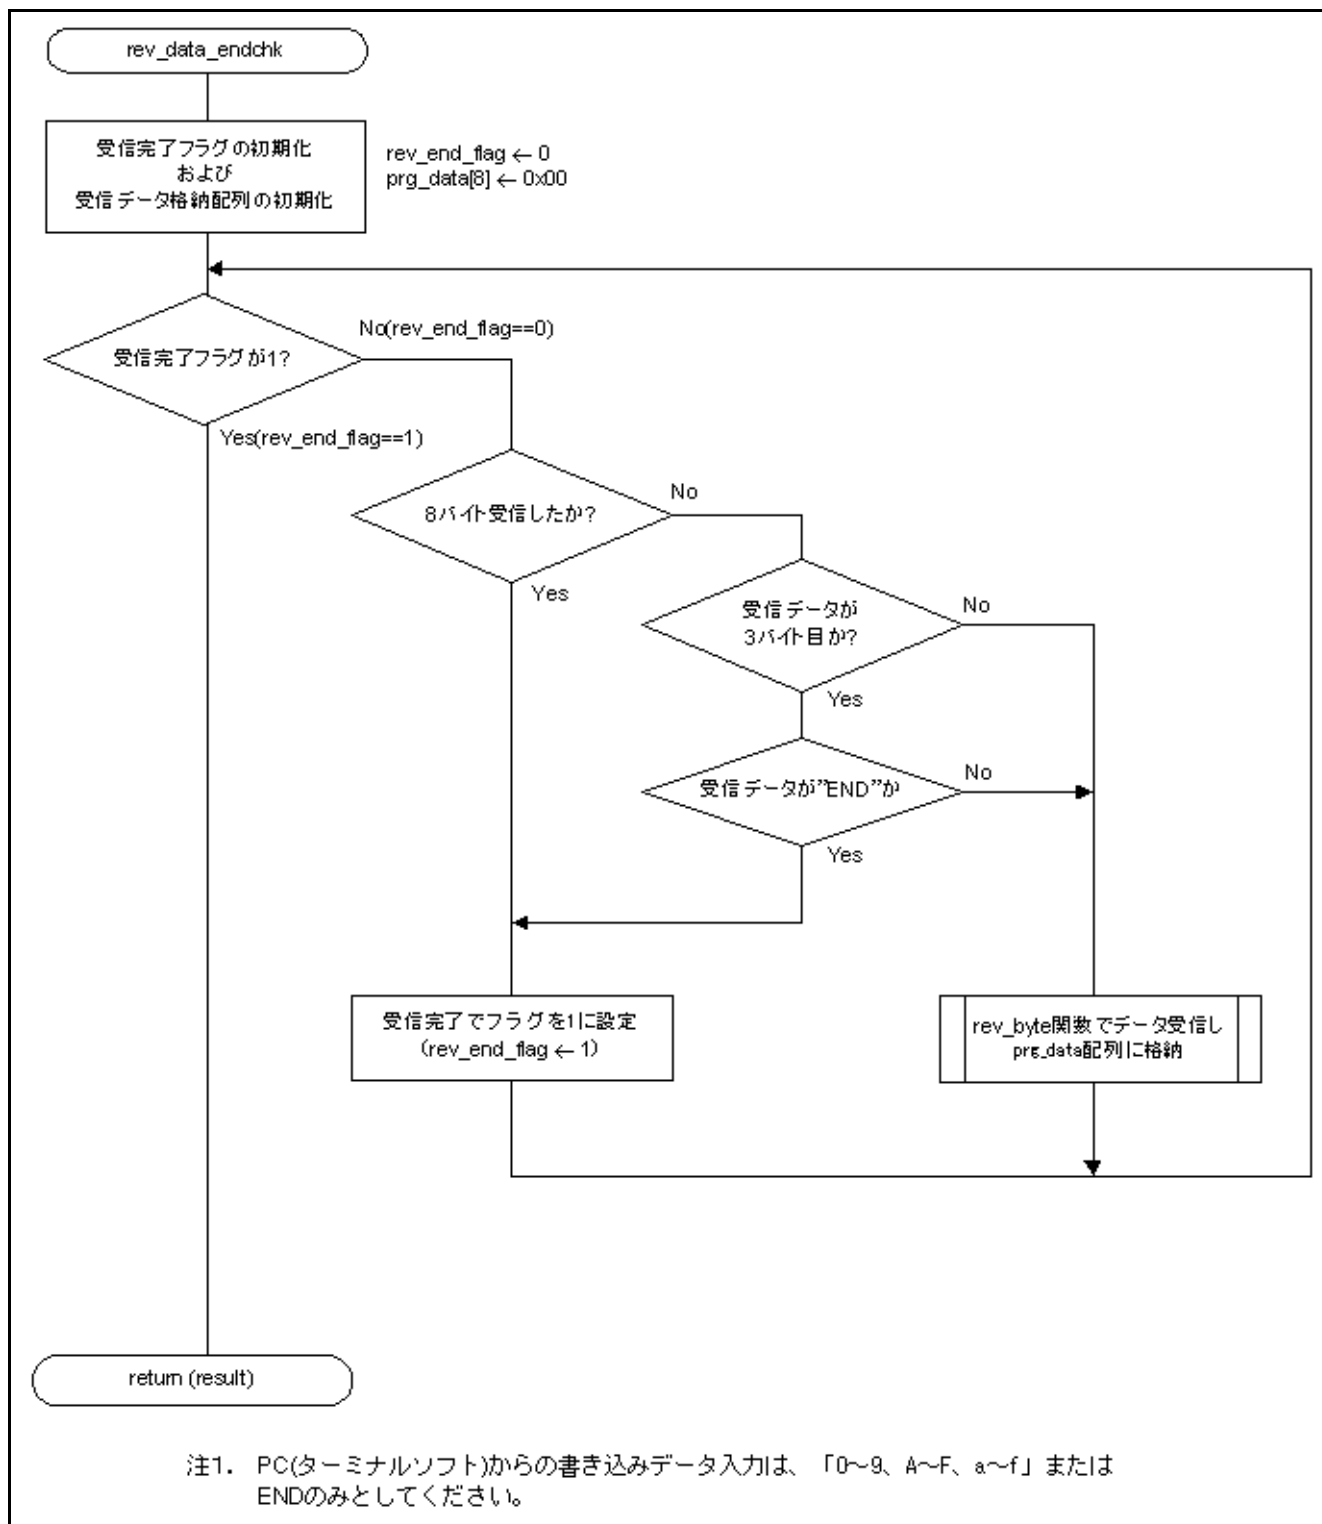 rev_data_endchk
受信完了フラグの初期化
および
受信データ格納配列の初期化
rev_end_flag ← 0
prg_data[8] ← 0x00
受信完了フラグが1?
No(rev_end_flag==0)
Yes(rev_end_flag==1)
8バイト受信したか?
No
Yes
受信データが
3バイト目か?
No
Yes
受信データが”END”か
No
Yes
受信完了でフラグを1に設定
(rev_end_flag ← 1)
rev_byte関数でデータ受信し
prg_data配列に格納
return (result)
注1. PC(ターミナルソフト)からの書き込みデータ入力は、「0～9、A～F、a～f」または
ENDのみとしてください。